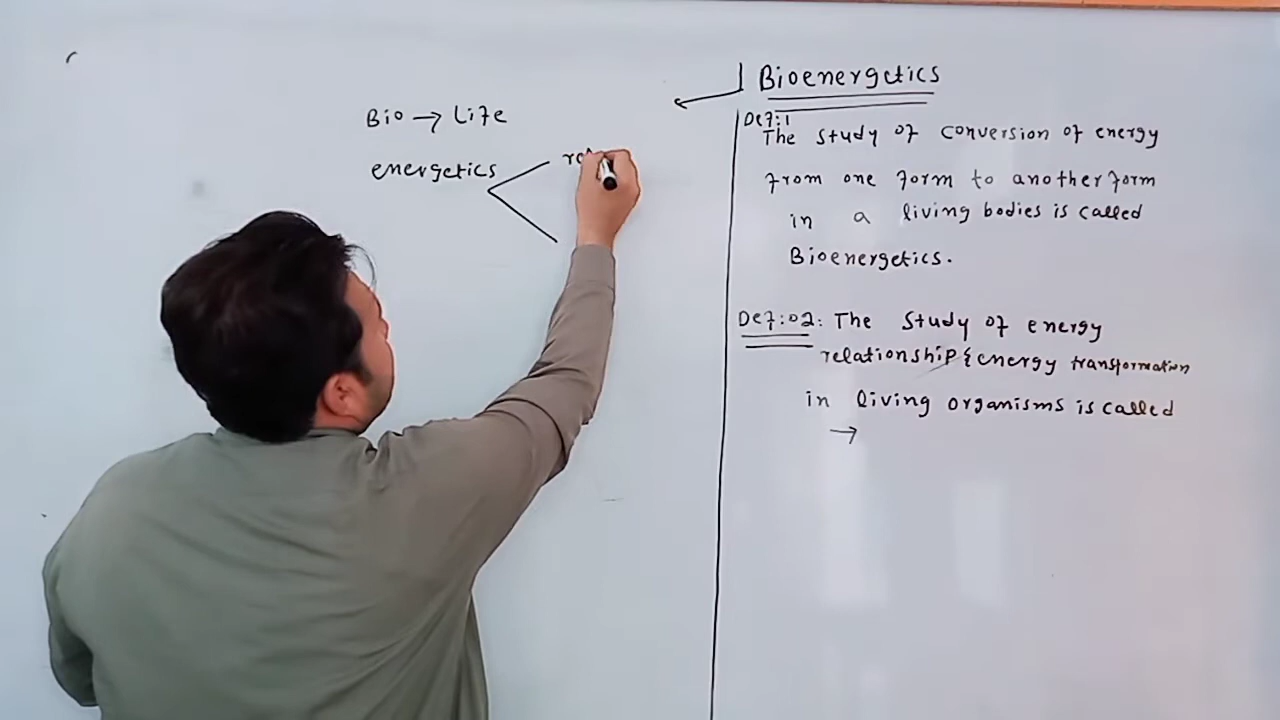 Bio → Life
energetics
Bioenergetics
Def:1
The study of conversion of energy
from one form to another form
in a living bodies is called
Bioenergetics.
Def:02: The study of energy
relationship & energy transformation
in living organisms is called
→